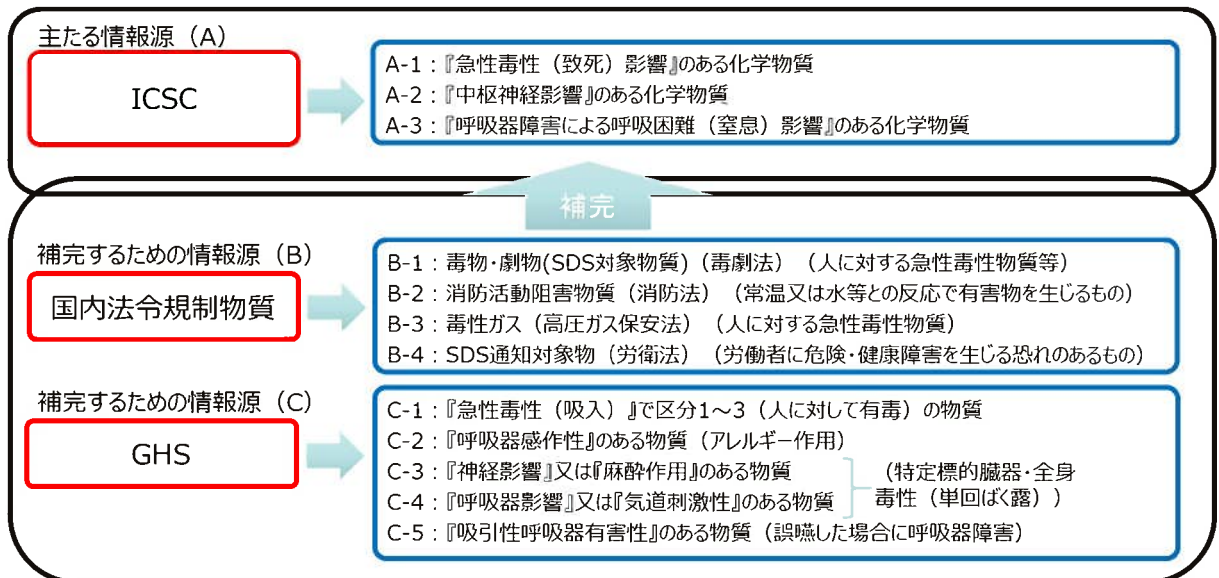 主たる情報源（A）
ICSC
A-1：『急性毒性（致死）影響』のある化学物質
A-2：『中枢神経影響』のある化学物質
A-3：『呼吸器障害による呼吸困難（窒息）影響』のある化学物質
補完
補完するための情報源（B）
国内法令規制物質
B-1：毒物・劇物(SDS対象物質)（毒劇法）（人に対する急性毒性物質等）
B-2：消防活動阻害物質（消防法）（常温又は水等との反応で有害物を生じるもの）
B-3：毒性ガス（高圧ガス保安法）（人に対する急性毒性物質）
B-4：SDS通知対象物（労衛法）（労働者に危険・健康障害を生じる恐れのあるもの）
補完するための情報源（C）
GHS
C-1：『急性毒性（吸入）』で区分1～3（人に対して有毒）の物質
C-2：『呼吸器感作性』のある物質（アレルギー作用）
C-3：『神経影響』又は『麻酔作用』のある物質
C-4：『呼吸器影響』又は『気道刺激性』のある物質
（特定標的臓器・全身
毒性（単回ばく露））
C-5：『吸引性呼吸器有害性』のある物質（誤嚥した場合に呼吸器障害）